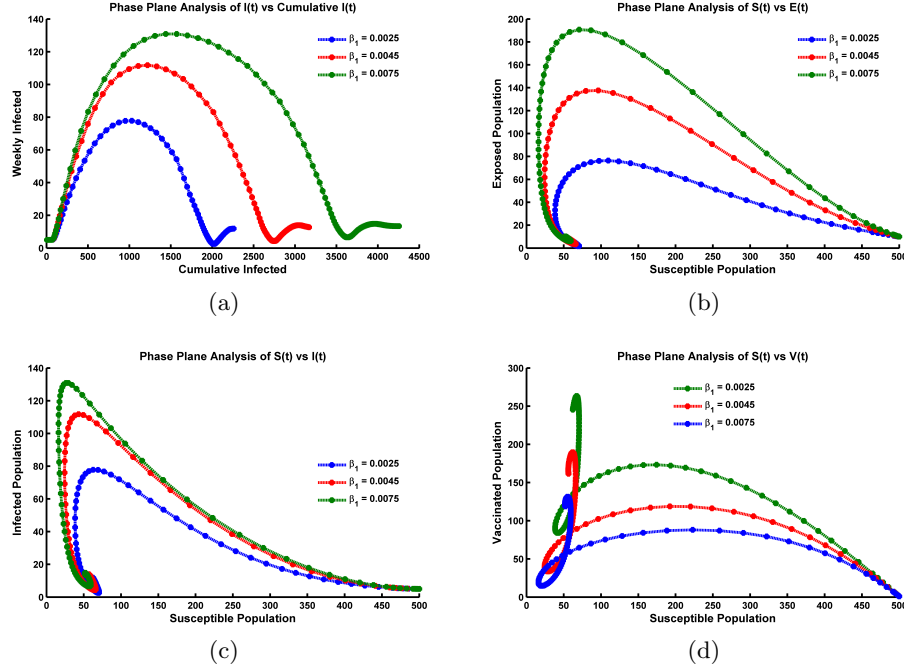 Phase Plane Analysis of I(t) vs Cumulative I(t)
140
120
100
80
60
40
20
0
Weekly Infected
β1 = 0.0025
β1 = 0.0045
β1 = 0.0075
0 500 1000 1500 2000 2500 3000 3500 4000 4500
Cumulative Infected
(a)
Phase Plane Analysis of S(t) vs E(t)
200
180
160
140
120
100
80
60
40
20
0
Exposed Population
β1 = 0.0025
β1 = 0.0045
β1 = 0.0075
0 50 100 150 200 250 300 350 400 450 500
Susceptible Population
(b)
Phase Plane Analysis of S(t) vs I(t)
140
120
100
80
60
40
20
0
Infected Population
β1 = 0.0025
β1 = 0.0045
β1 = 0.0075
0 50 100 150 200 250 300 350 400 450 500
Susceptible Population
(c)
Phase Plane Analysis of S(t) vs V(t)
300
250
200
150
100
50
0
Vaccinated Population
β1 = 0.0025
β1 = 0.0045
β1 = 0.0075
0 50 100 150 200 250 300 350 400 450 500
Susceptible Population
(d)